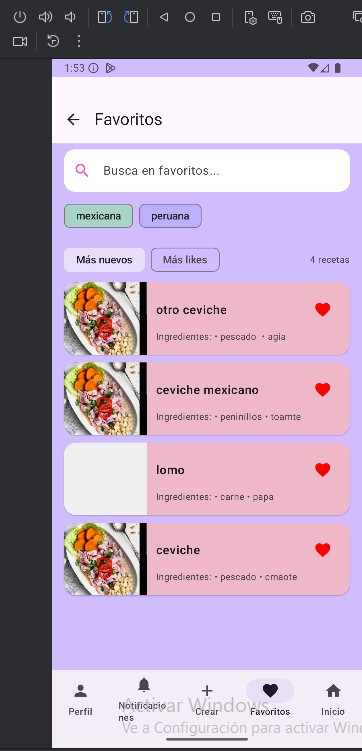 1:53
Favoritos
Busca en favoritos...
mexicana peruana
Más nuevos Más likes 4 recetas
otro ceviche
Ingredientes: • pescado • agia
ceviche mexicano
Ingredientes: • peninillos • toamte
lomo
Ingredientes: • carne • papa
ceviche
Ingredientes: • pescado • cmaote
Perfil Notificacio Crear Favoritos Inicio
nes
Activar Windows
Ve a Configuración para activar Win